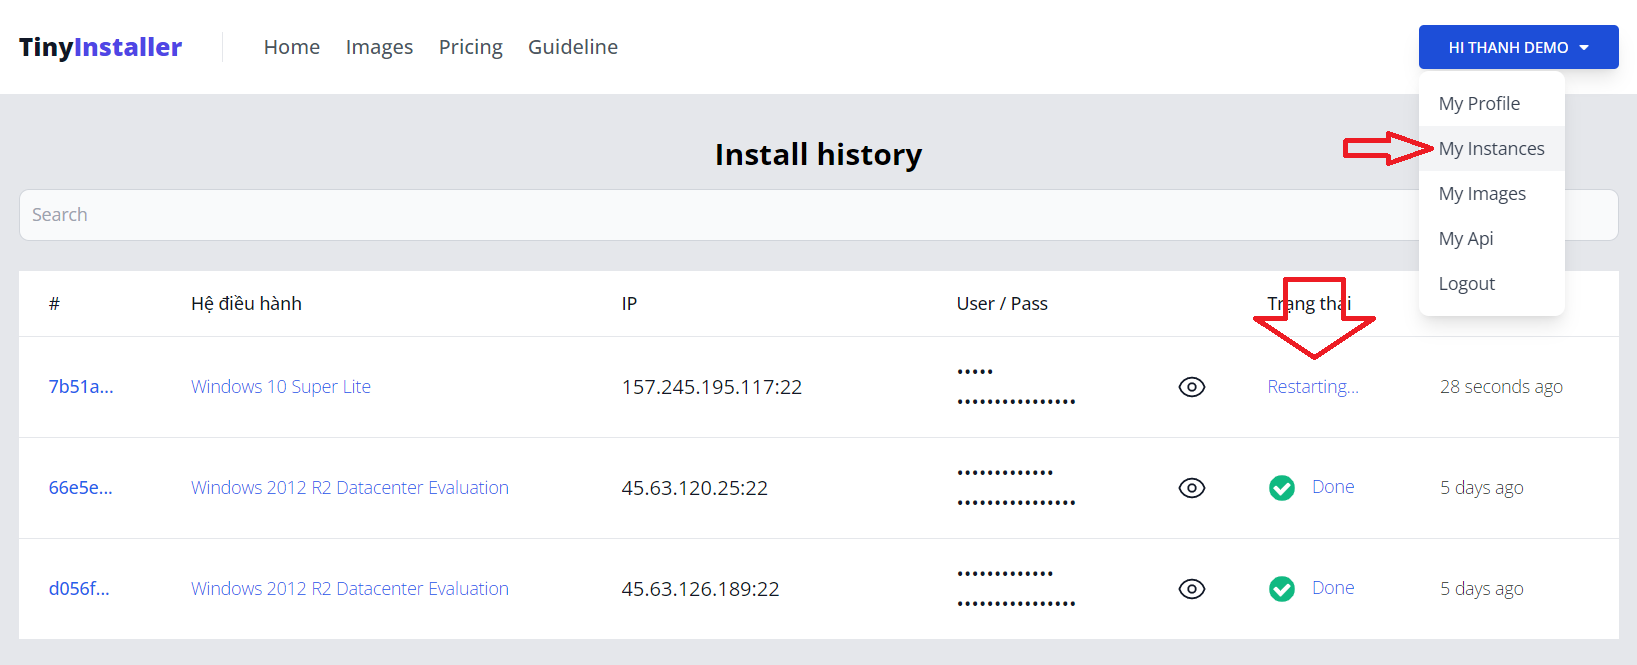 TinyInstaller Home Images Pricing Guideline HI THANH DEMO
My Profile
My Instances
My Images
My Api
Logout
Install history
Search
# Hệ điều hành IP User / Pass Trạng thái
7b51a... Windows 10 Super Lite 157.245.195.117:22 ••••• Restarting... 28 seconds ago
••••••••••••••••
66e5e... Windows 2012 R2 Datacenter Evaluation 45.63.120.25:22 ••••••••••••• Done 5 days ago
••••••••••••••••
d056f... Windows 2012 R2 Datacenter Evaluation 45.63.126.189:22 ••••••••••••• Done 5 days ago
••••••••••••••••